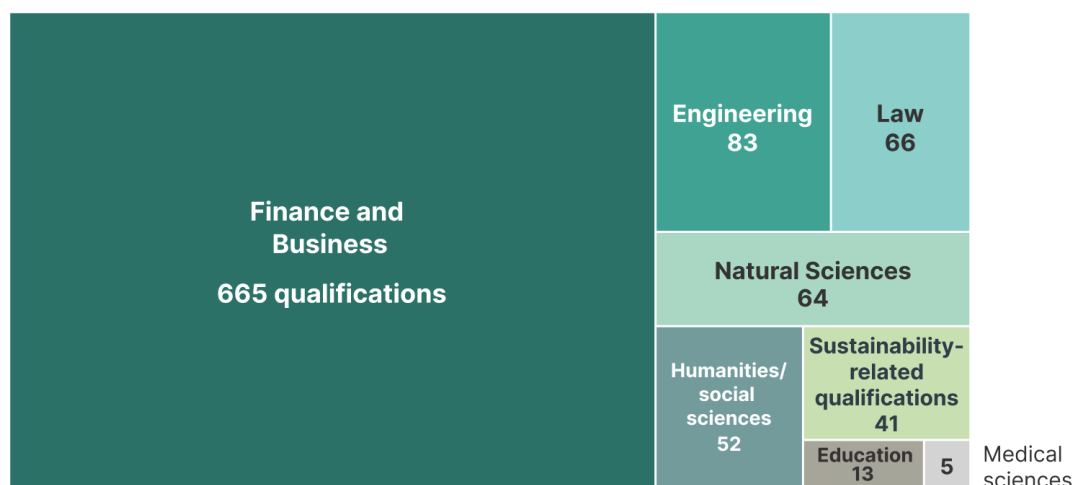 Finance and
Business
665 qualifications
Engineering
83
Law
66
Natural Sciences
64
Humanities/
social
sciences
52
Sustainability-
related
qualifications
41
Education
13
5
Medical
sciences